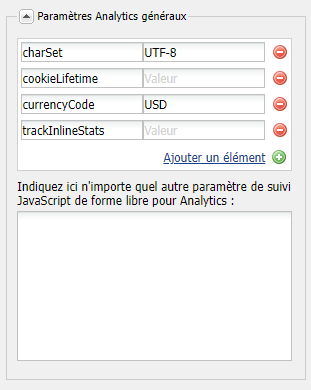 Paramètres Analytics généraux
charSet UTF-8
cookieLifetime Valeur
currencyCode USD
trackInlineStats Valeur
Ajouter un élément
Indiquez ici n'importe quel autre paramètre de suivi
JavaScript de forme libre pour Analytics :